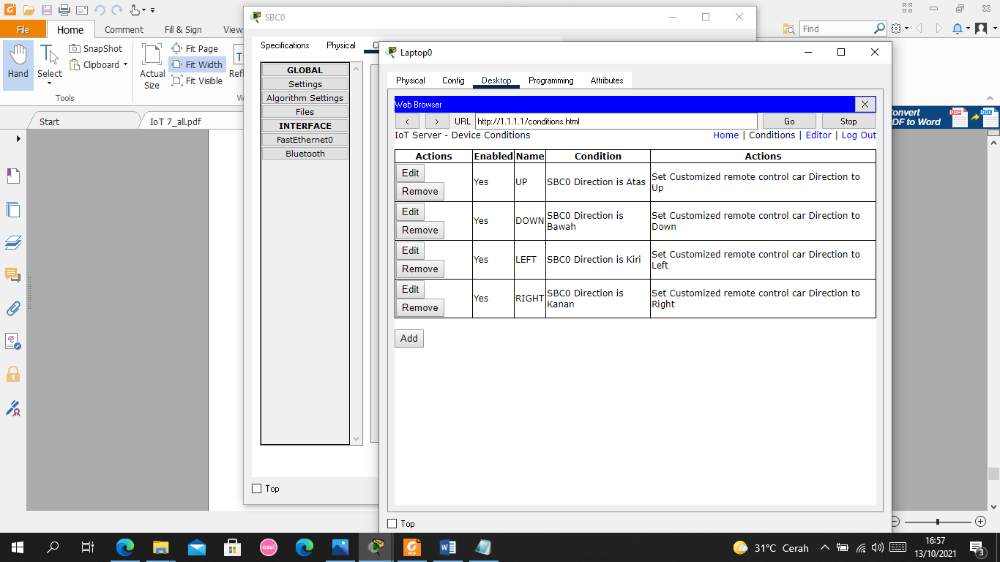 SBC0
File
Home
Comment
Fill & Sign
View
Find
Hand
Select
SnapShot
Clipboard
Tools
Actual
Size
Fit Page
Fit Width
Fit Visible
Start
IoT 7_all.pdf
Convert
PDF to Word
PDF
DOC
Specifications
Physical
GLOBAL
Settings
Algorithm Settings
Files
INTERFACE
FastEthernet0
Bluetooth
Top
Laptop0
Physical
Config
Desktop
Programming
Attributes
Web Browser
X
<
>
URL
http://1.1.1.1/conditions.html
Go
Stop
IoT Server - Device Conditions
Home | Conditions | Editor | Log Out
Actions Enabled Name Condition Actions
Edit
Remove
Yes
UP
SBC0 Direction is Atas
Set Customized remote control car Direction to
Up
Edit
Remove
Yes
DOWN
SBC0 Direction is
Bawah
Set Customized remote control car Direction to
Down
Edit
Remove
Yes
LEFT
SBC0 Direction is Kiri
Set Customized remote control car Direction to
Left
Edit
Remove
Yes
RIGHT
SBC0 Direction is
Kanan
Set Customized remote control car Direction to
Right
Add
Top
osu!
PDF
31°C Cerah
16:57
13/10/2021
3